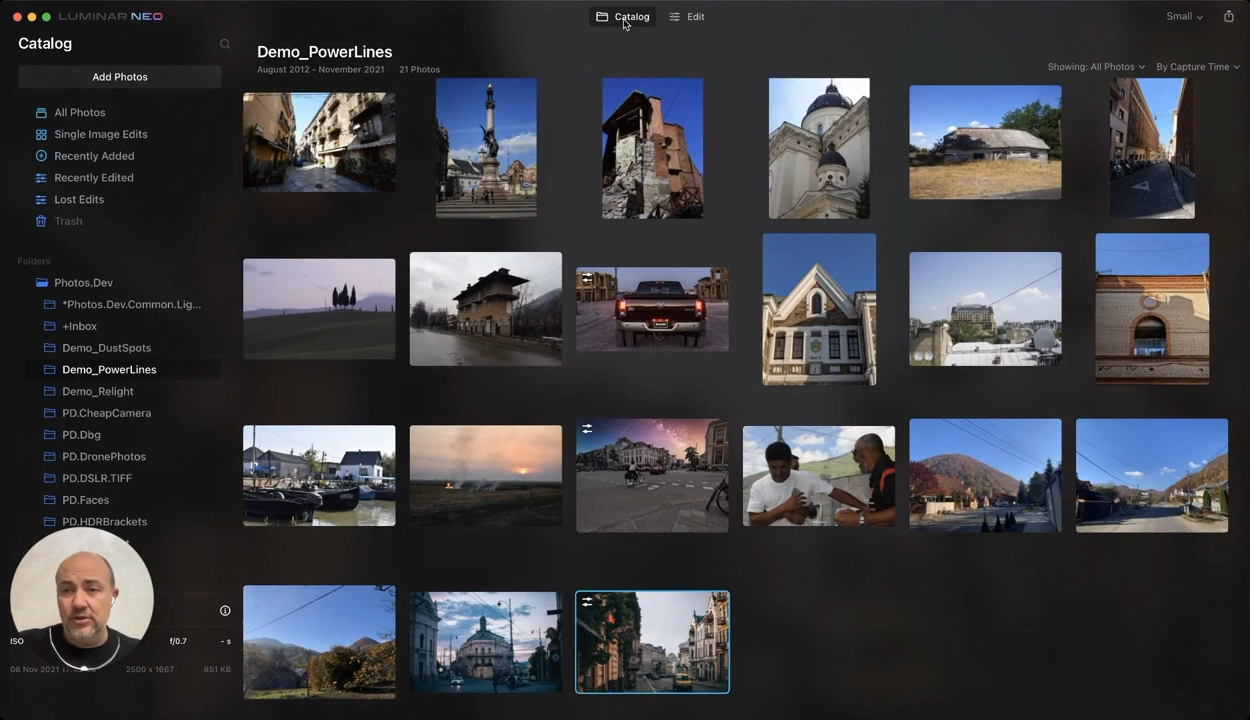 LUMINAR NEO
Catalog
Edit
Small
Catalog
Demo_PowerLines
August 2012 - November 2021
21 Photos
Showing: All Photos
By Capture Time
Add Photos
All Photos
Single Image Edits
Recently Added
Recently Edited
Lost Edits
Trash
Folders
Photos.Dev
*Photos.Dev.Common.Lig...
+Inbox
Demo_DustSpots
Demo_PowerLines
Demo_Relight
PD.CheapCamera
PD.Dbg
PD.DronePhotos
PD.DSLR.TIFF
PD.Faces
PD.HDRBrackets
ISO
f/0.7
- s
08 Nov 2021
2500 x 1667
851 KB